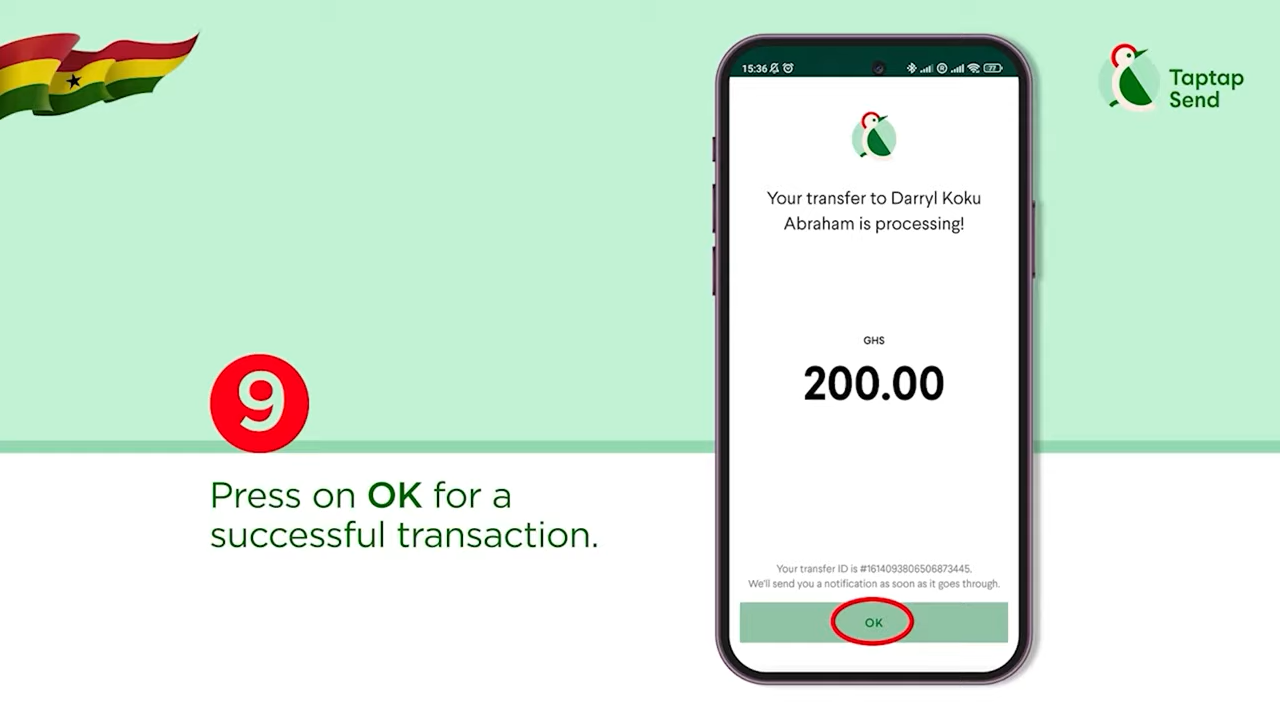 Taptap
Send
15:36
Your transfer to Darryl Koku
Abraham is processing!
GHS
200.00
9
Press on OK for a
successful transaction.
Your transfer ID is #1614093806506873445.
We'll send you a notification as soon as it goes through.
OK